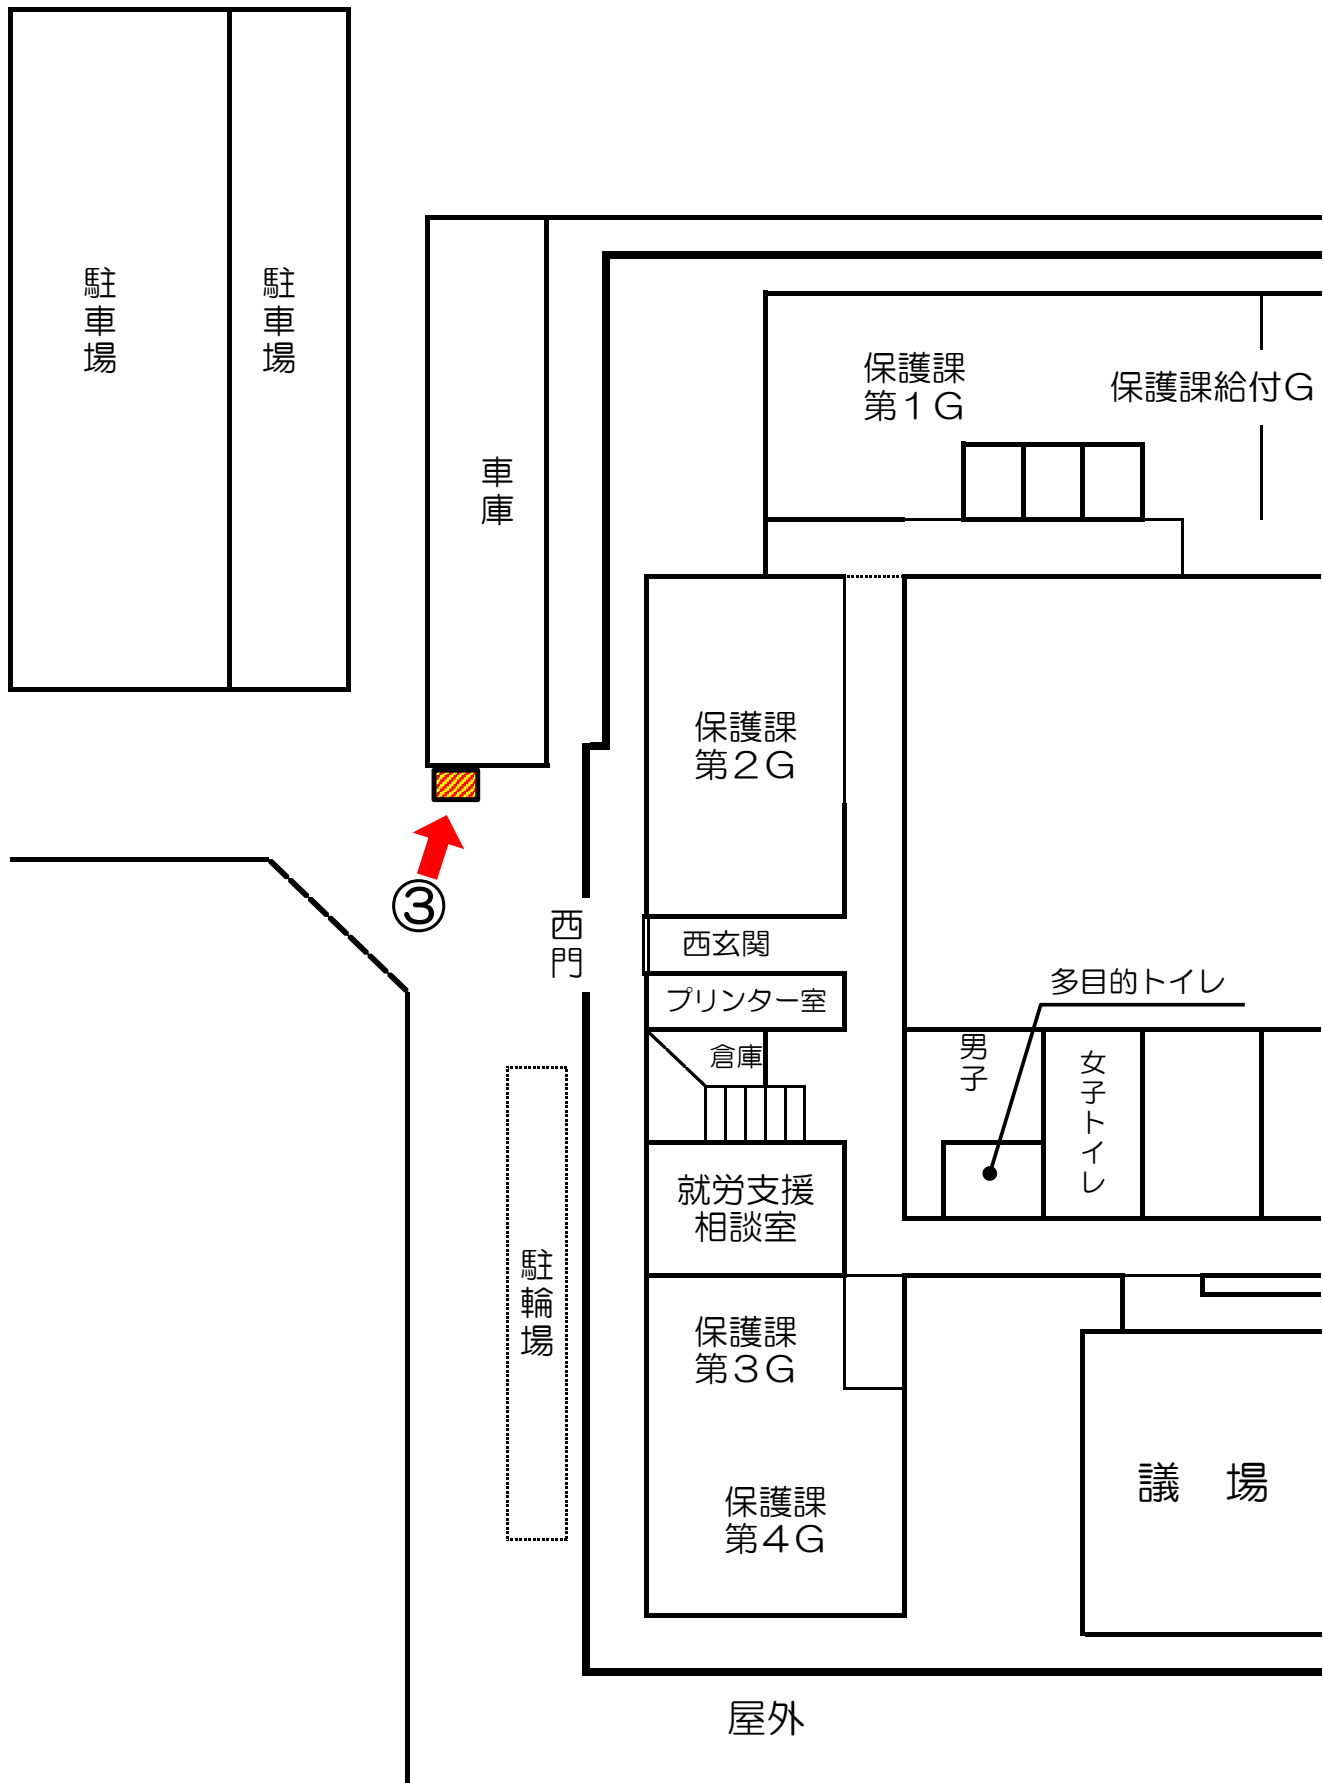 駐車場
駐車場
車庫
保護課
第１Ｇ
保護課給付Ｇ
保護課
第２Ｇ
③
西門
西玄関
プリンター室
倉庫
多目的トイレ
男子
女子トイレ
就労支援
相談室
駐輪場
保護課
第３Ｇ
保護課
第４Ｇ
議　場
屋外